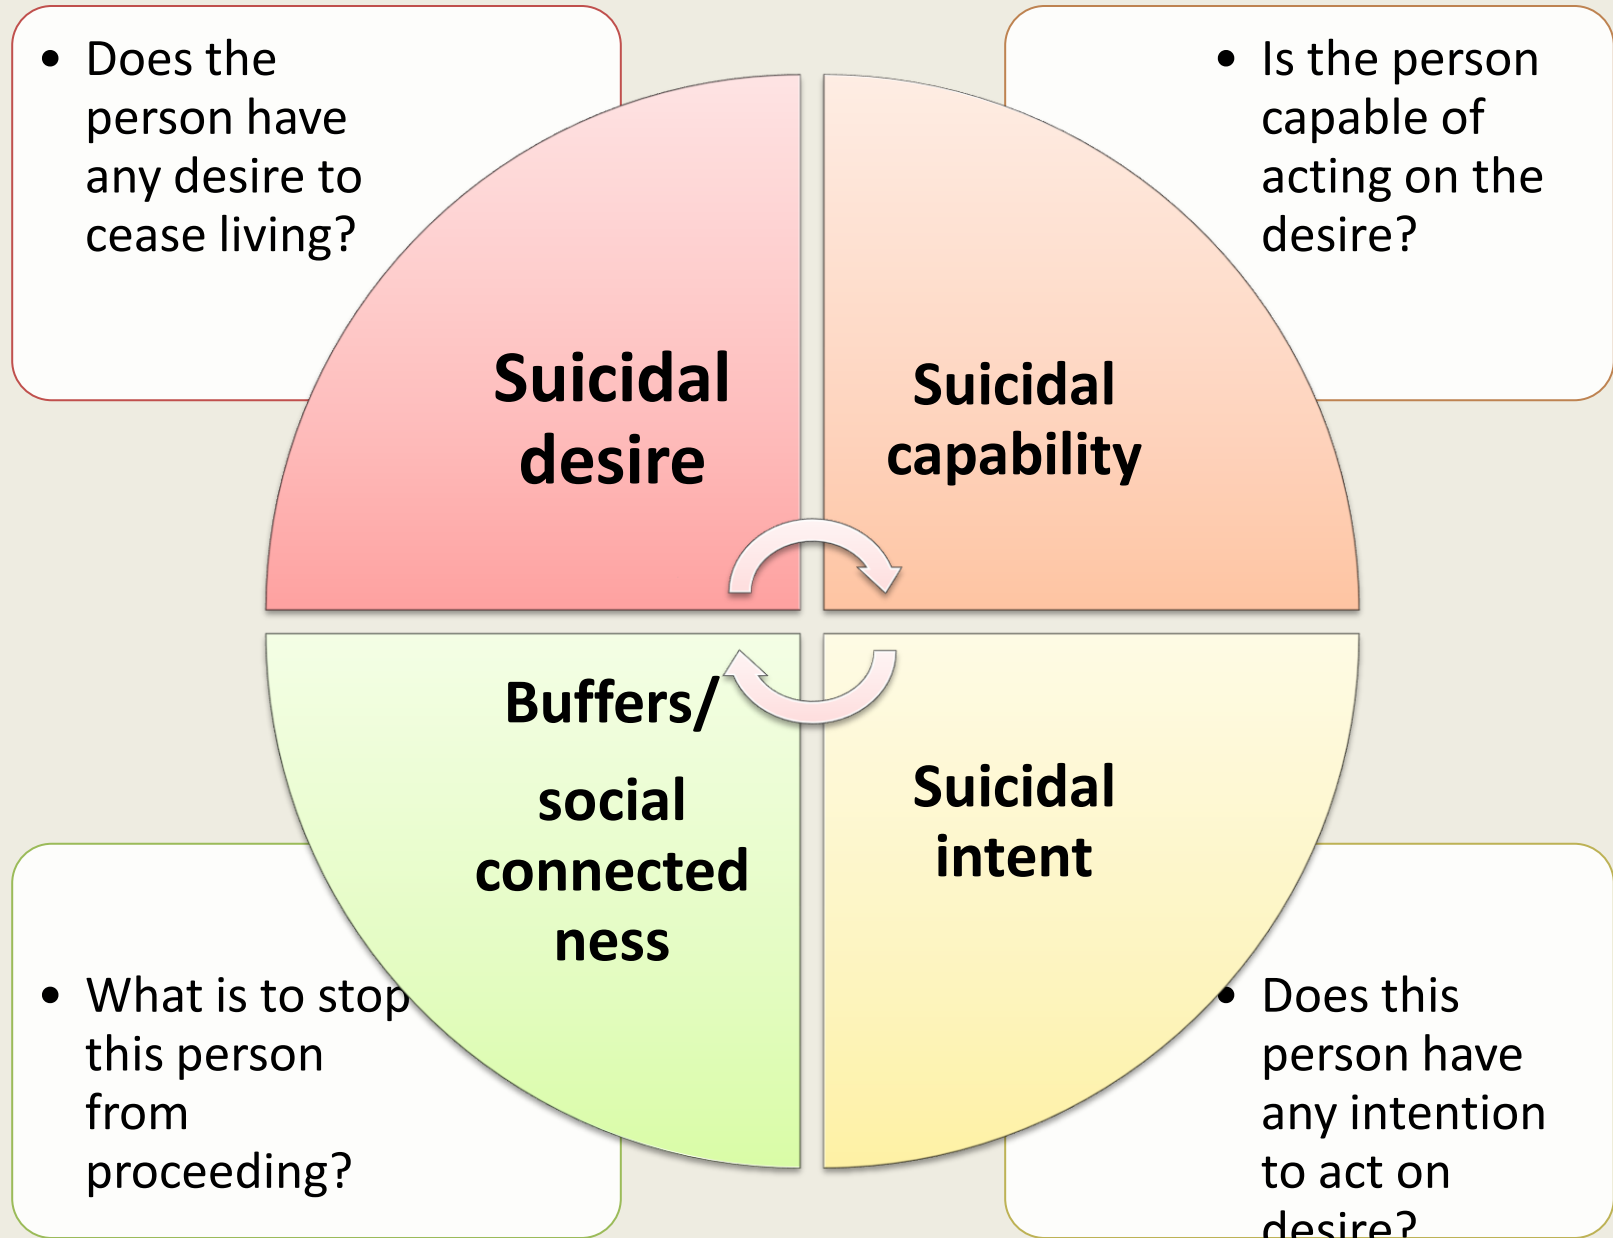 • Does the
person have
any desire to
cease living?
• Is the person
capable of
acting on the
desire?
Suicidal
desire
Suicidal
capability
Buffers/
social
connected
ness
Suicidal
intent
• What is to stop
this person
from
proceeding?
• Does this
person have
any intention
to act on
desire?